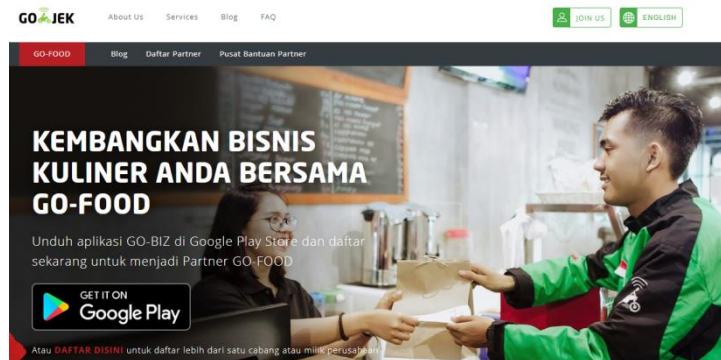 GO JEK
About Us Services Blog FAQ
JOIN US ENGLISH
GO-FOOD Blog Daftar Partner Pusat Bantuan Partner
KEMBANGKAN BISNIS
KULINER ANDA BERSAMA
GO-FOOD
Unduh aplikasi GO-BIZ di Google Play Store dan daftar
sekarang untuk menjadi Partner GO-FOOD
GET IT ON
Google Play
Atau DAFTAR DISINI untuk daftar lebih dari satu cabang atau milik perusahaan